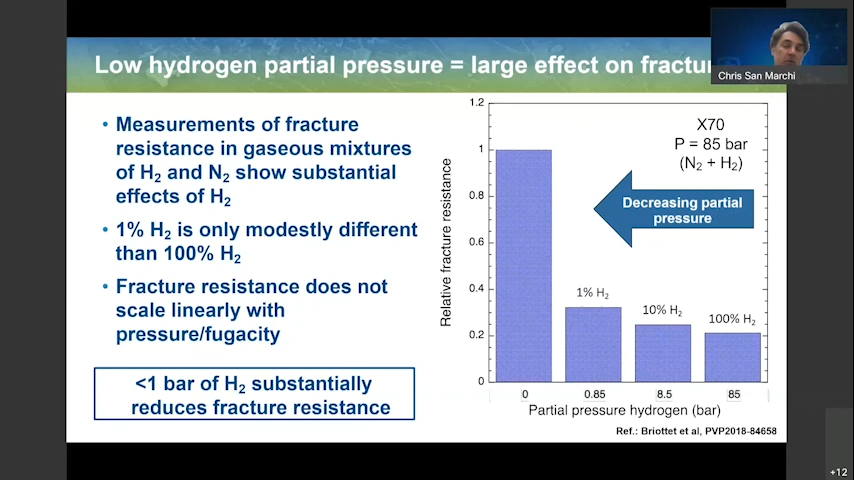 Low hydrogen partial pressure = large effect on
Chris San Marchi
• Measurements of fracture
resistance in gaseous mixtures
of H₂ and N₂ show substantial
effects of H₂
• 1% H₂ is only modestly different
than 100% H₂
• Fracture resistance does not
scale linearly with
pressure/fugacity
<1 bar of H₂ substantially
reduces fracture resistance
Relative fracture resistance
1.2
1
0.8
0.6
0.4
0.2
0
X70
P = 85 bar
(N₂ + H₂)
Decreasing partial
pressure
1% H₂
10% H₂
100% H₂
0 0.85 8.5 85
Partial pressure hydrogen (bar)
Ref.: Briottet et al, PVP2018-84658
+12